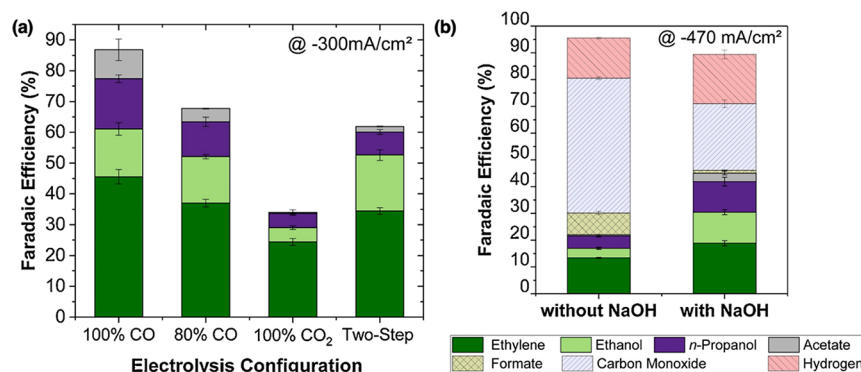 (a)
@ -300mA/cm²
Faradaic Efficiency (%)
90
80
70
60
50
40
30
20
10
0
100% CO
80% CO
100% CO₂
Two-Step
Electrolysis Configuration
(b)
@ -470 mA/cm²
Faradaic Efficiency (%)
100
90
80
70
60
50
40
30
20
10
0
without NaOH
with NaOH
Ethylene
Ethanol
n-Propanol
Acetate
Formate
Carbon Monoxide
Hydrogen